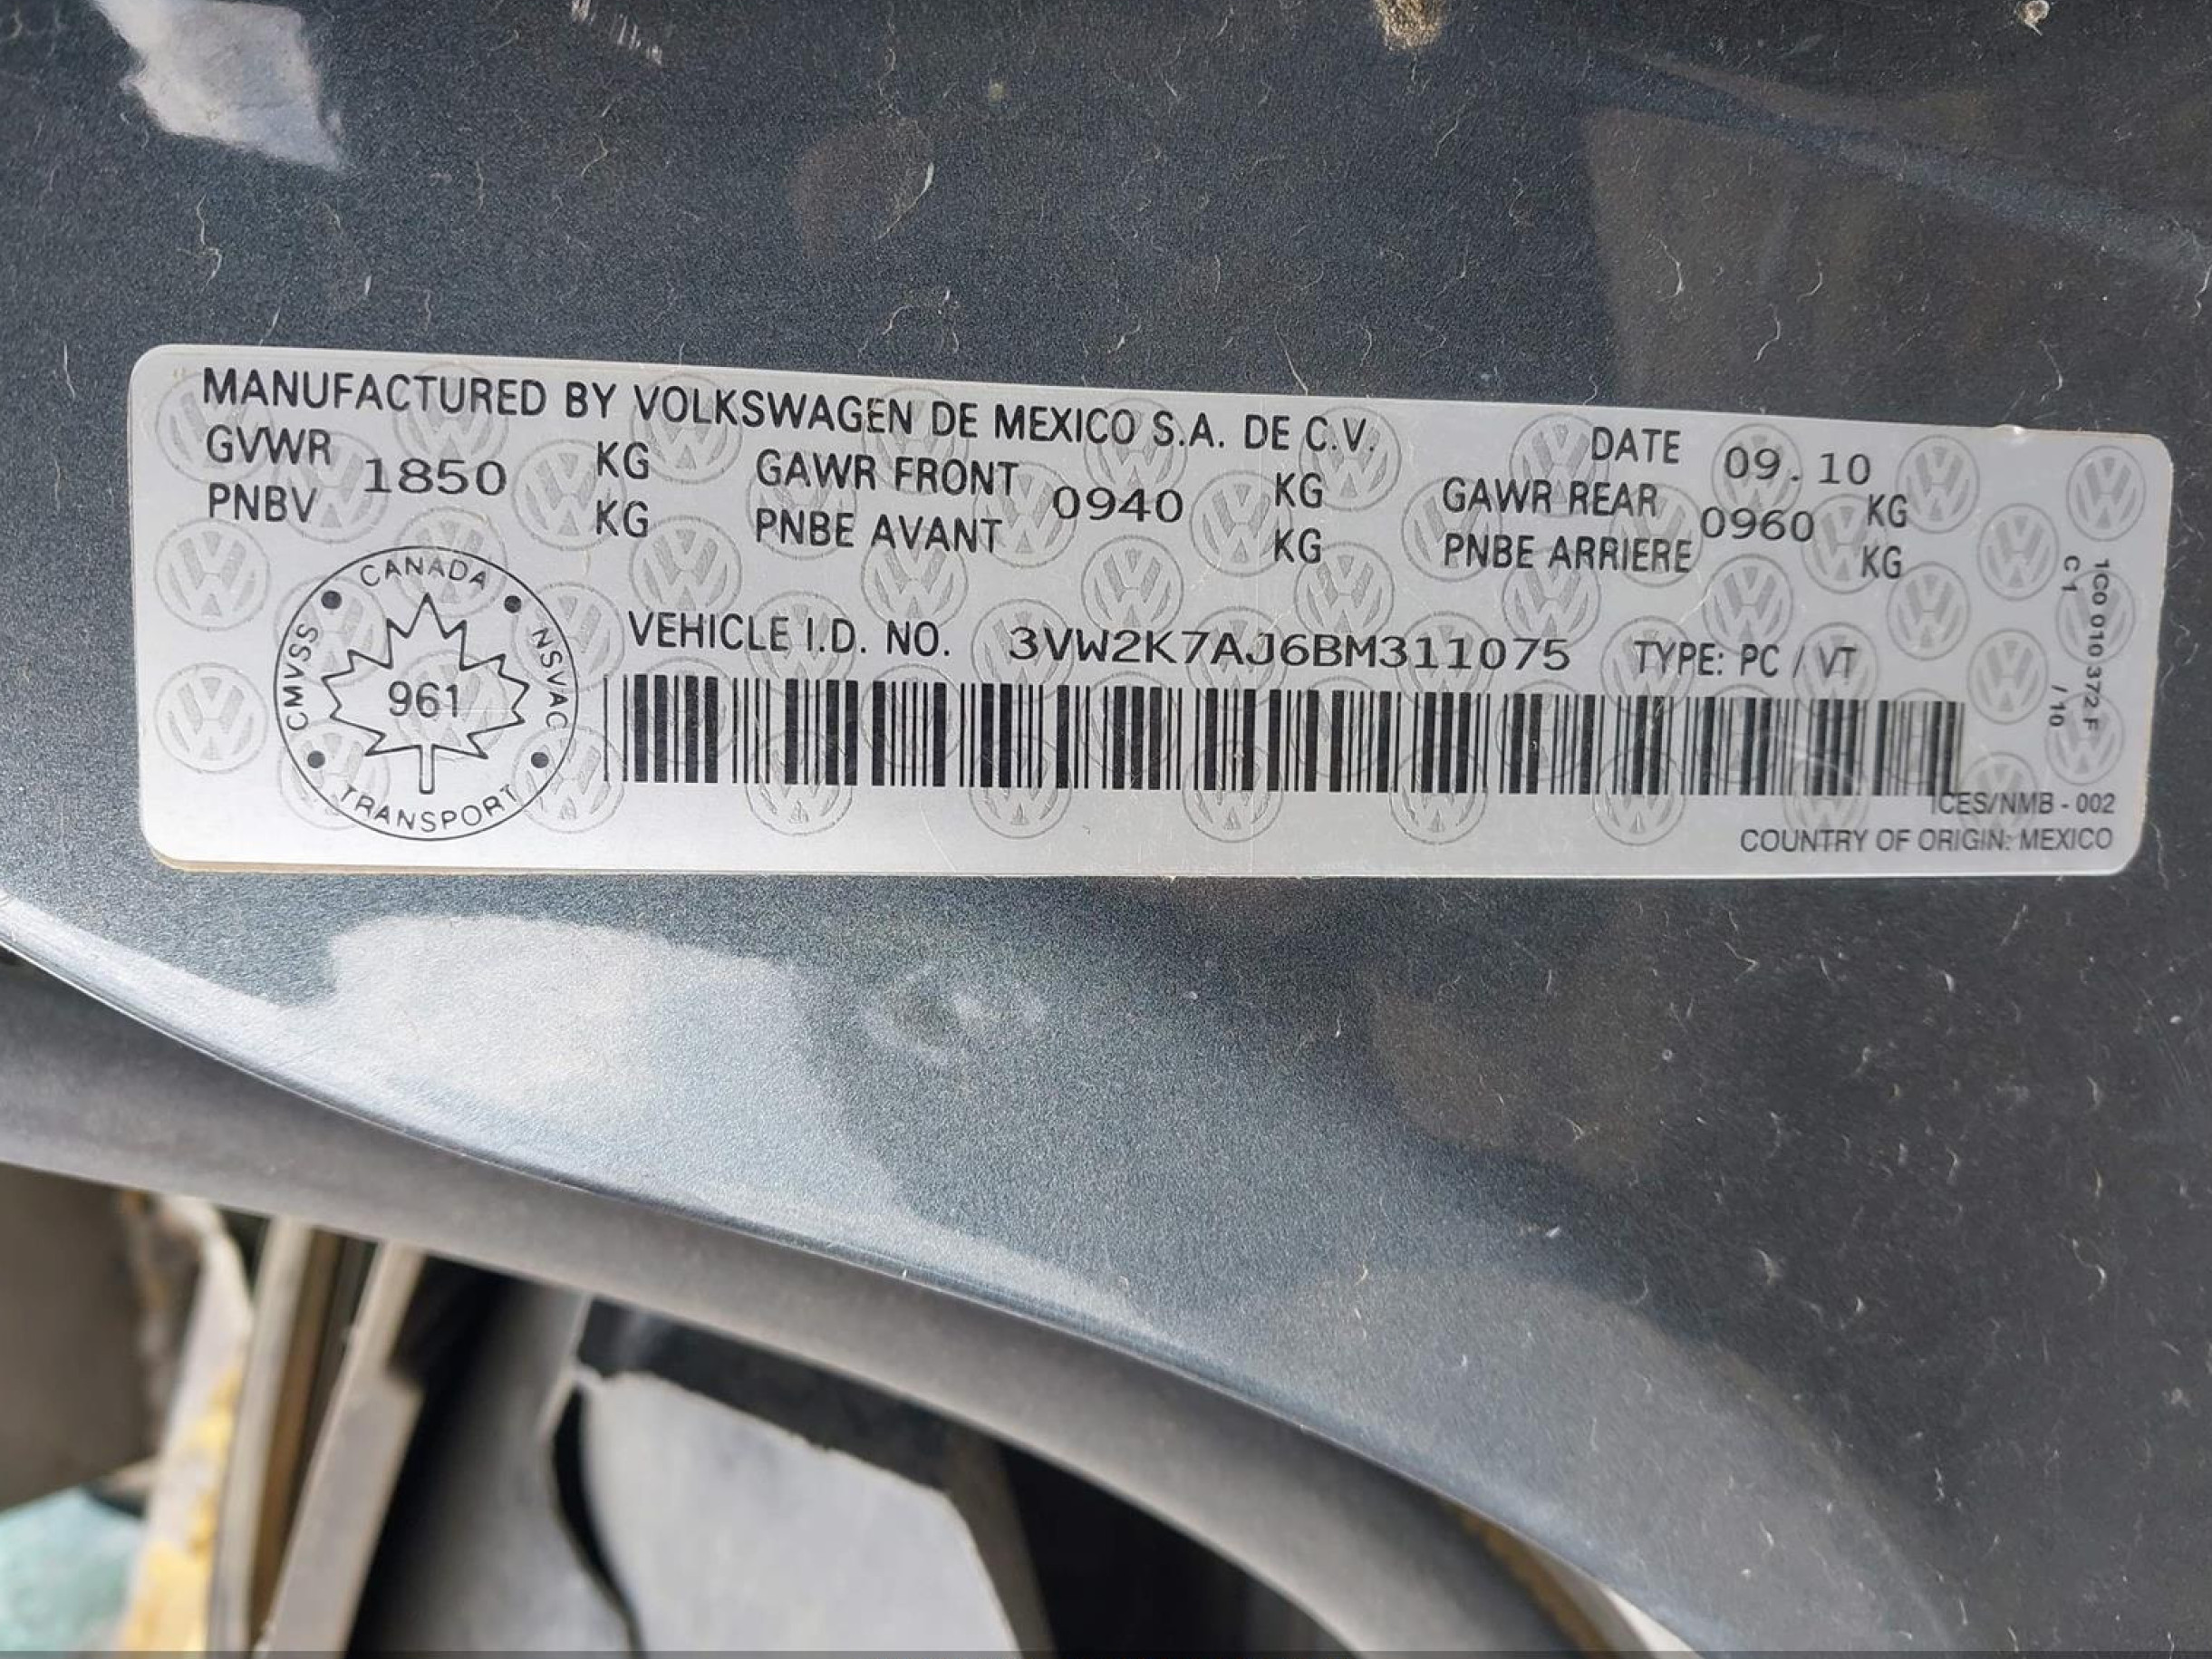 MANUFACTURED BY VOLKSWAGEN DE MEXICO S.A. DE C.V. DATE 09.10
GVWR 1850 KG GAWR FRONT 0940 KG GAWR REAR 0960 KG
PNBV KG PNBE AVANT KG PNBE ARRIERE KG
CANADA
CMVSS 961 NSVAC
TRANSPORT
VEHICLE I.D. NO. 3VW2K7AJ6BM311075 TYPE: PC / VT
1C0 010 372 F
C 1 / 10
ICES/NMB - 002
COUNTRY OF ORIGIN: MEXICO